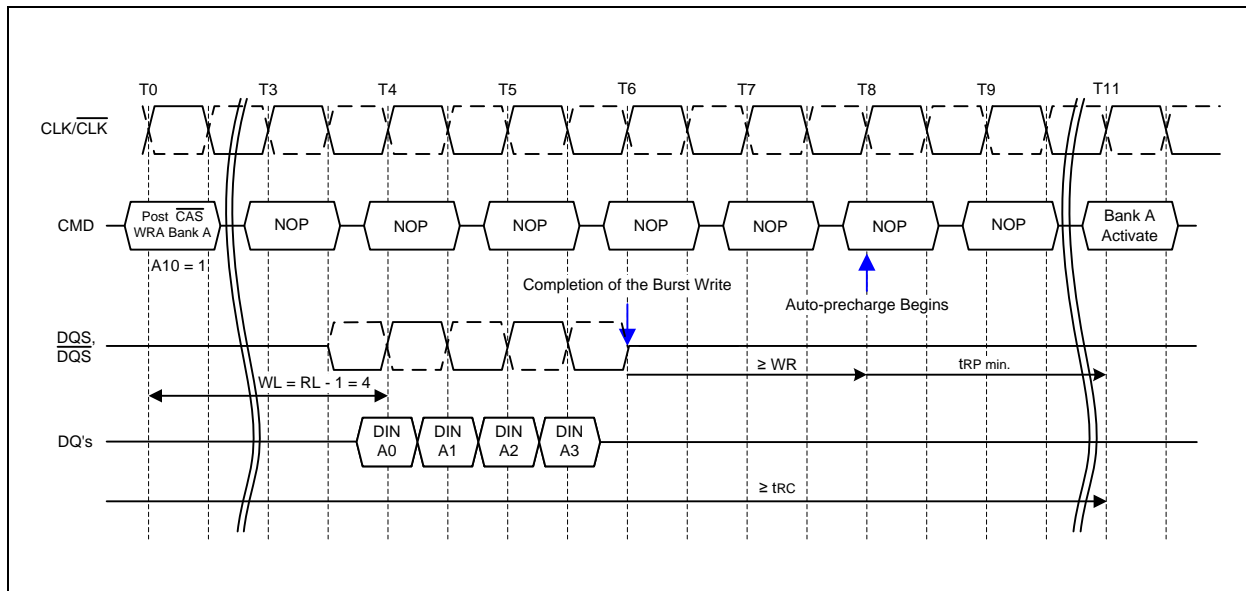 T0 T3 T4 T5 T6 T7 T8 T9 T11
CLK/CLK
CMD
Post CAS
WRA Bank A
NOP NOP NOP NOP NOP NOP NOP
Bank A
Activate
A10 = 1
Completion of the Burst Write
Auto-precharge Begins
DQS,
DQS
≥ WR
tRP min.
WL = RL - 1 = 4
DQ's
DIN
A0
DIN
A1
DIN
A2
DIN
A3
≥ tRC